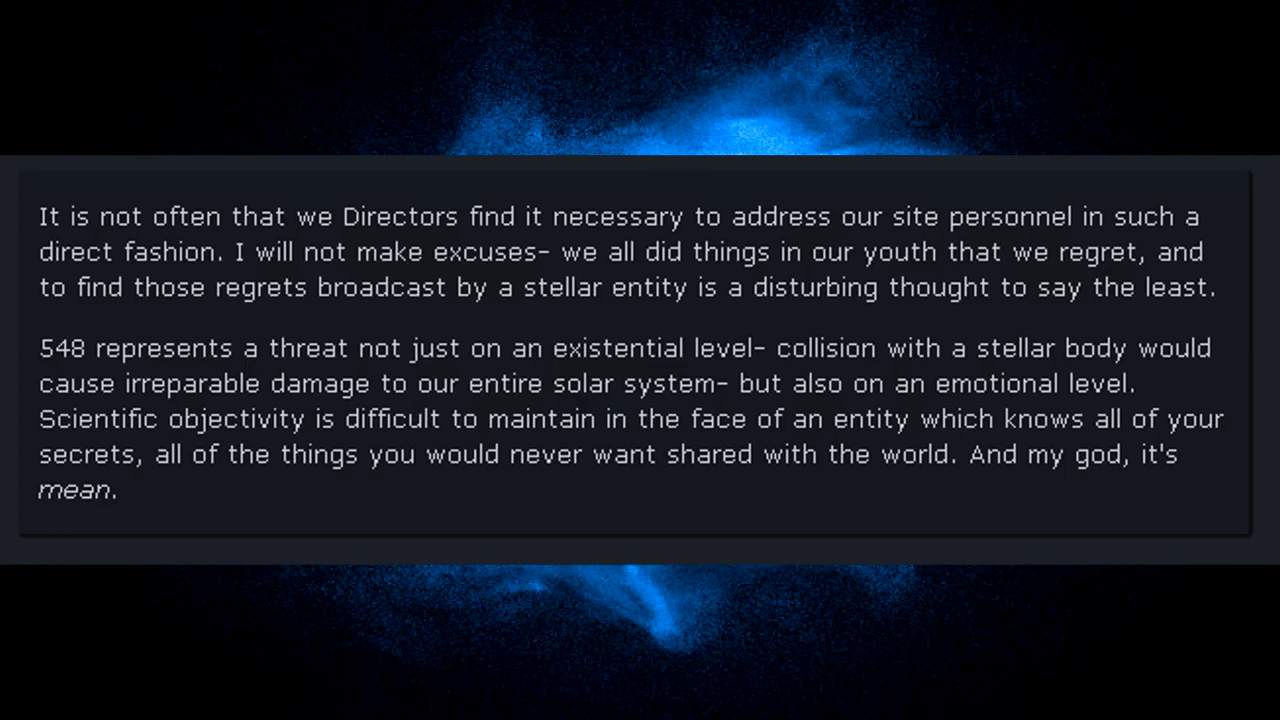 It is not often that we Directors find it necessary to address our site personnel in such a
direct fashion. I will not make excuses– we all did things in our youth that we regret, and
to find those regrets broadcast by a stellar entity is a disturbing thought to say the least.
548 represents a threat not just on an existential level– collision with a stellar body would
cause irreparable damage to our entire solar system– but also on an emotional level.
Scientific objectivity is difficult to maintain in the face of an entity which knows all of your
secrets, all of the things you would never want shared with the world. And my god, it's
mean.